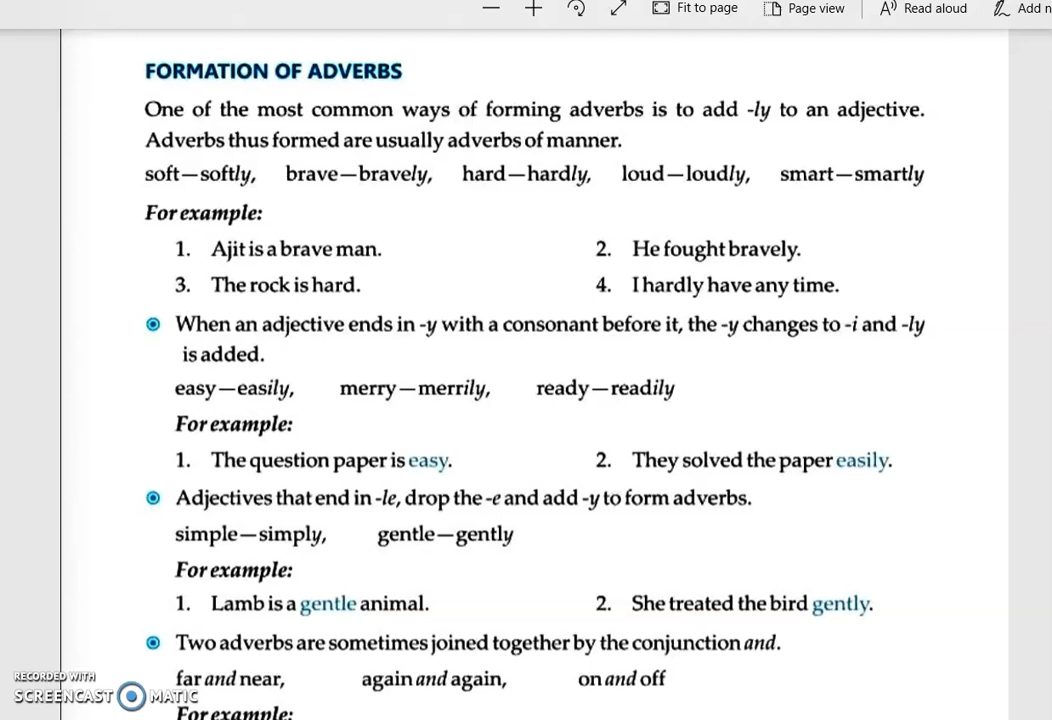 Fit to page Page view Read aloud Add n
FORMATION OF ADVERBS
One of the most common ways of forming adverbs is to add -ly to an adjective.
Adverbs thus formed are usually adverbs of manner.
soft—softly, brave—bravely, hard—hardly, loud—loudly, smart—smartly
For example:
1. Ajit is a brave man. 2. He fought bravely.
3. The rock is hard. 4. I hardly have any time.
When an adjective ends in -y with a consonant before it, the -y changes to -i and -ly
is added.
easy—easily, merry—merrily, ready—readily
For example:
1. The question paper is easy. 2. They solved the paper easily.
Adjectives that end in -le, drop the -e and add -y to form adverbs.
simple—simply, gentle—gently
For example:
1. Lamb is a gentle animal. 2. She treated the bird gently.
Two adverbs are sometimes joined together by the conjunction and.
far and near, again and again, on and off
For example:
RECORDED WITH
SCREENCAST MATIC